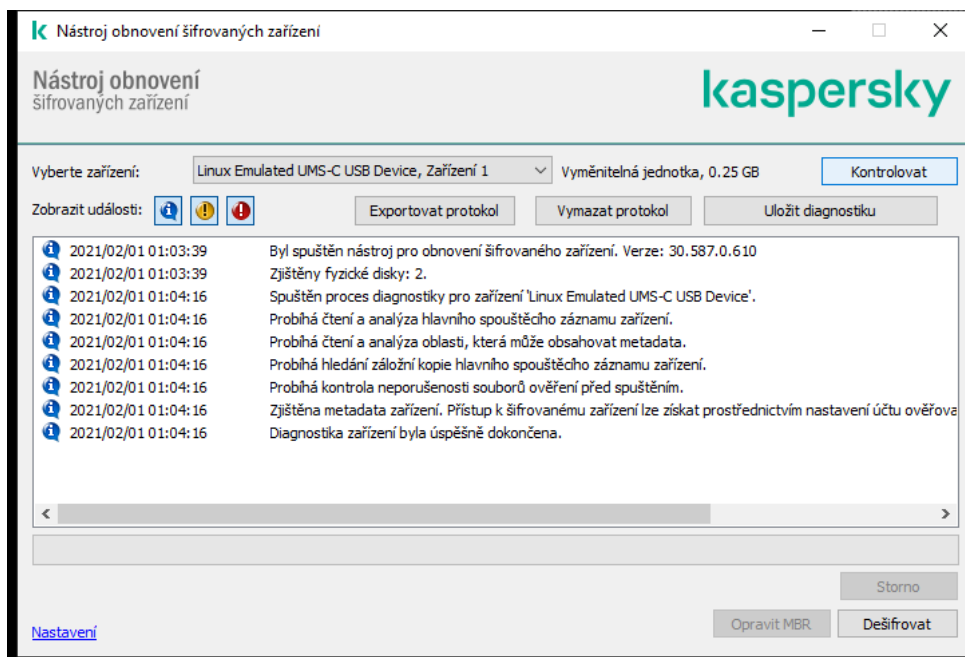 Nástroj obnovení šifrovaných zařízení
Nástroj obnovení
šifrovaných zařízení
kaspersky
Vyberte zařízení: Linux Emulated UMS-C USB Device, Zařízení 1 Vyměnitelná jednotka, 0.25 GB Kontrolovat
Zobrazit události: Exportovat protokol Vymazat protokol Uložit diagnostiku
2021/02/01 01:03:39 Byl spuštěn nástroj pro obnovení šifrovaného zařízení. Verze: 30.587.0.610
2021/02/01 01:03:39 Zjištěny fyzické disky: 2.
2021/02/01 01:04:16 Spuštěn proces diagnostiky pro zařízení 'Linux Emulated UMS-C USB Device'.
2021/02/01 01:04:16 Probíhá čtení a analýza hlavního spouštěcího záznamu zařízení.
2021/02/01 01:04:16 Probíhá čtení a analýza oblasti, která může obsahovat metadata.
2021/02/01 01:04:16 Probíhá hledání záložní kopie hlavního spouštěcího záznamu zařízení.
2021/02/01 01:04:16 Probíhá kontrola neporušenosti souborů ověření před spuštěním.
2021/02/01 01:04:16 Zjištěna metadata zařízení. Přístup k šifrovanému zařízení lze získat prostřednictvím nastavení účtu ověřova
2021/02/01 01:04:16 Diagnostika zařízení byla úspěšně dokončena.
Storno
Nastavení Opravit MBR Dešifrovat